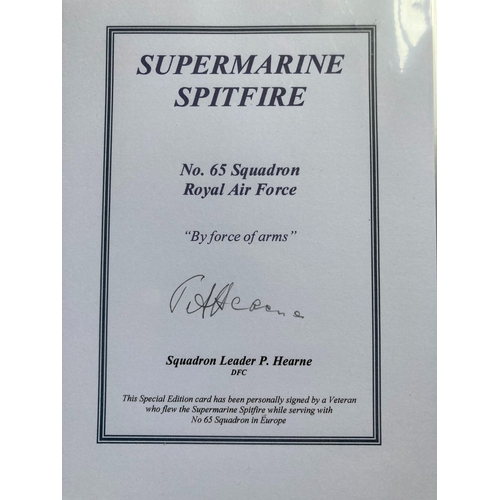 SUPERMARINE
SPITFIRE
No. 65 Squadron
Royal Air Force
"By force of arms"
Squadron Leader P. Hearne
DFC
This Special Edition card has been personally signed by a Veteran
who flew the Supermarine Spitfire while serving with
No 65 Squadron in Europe